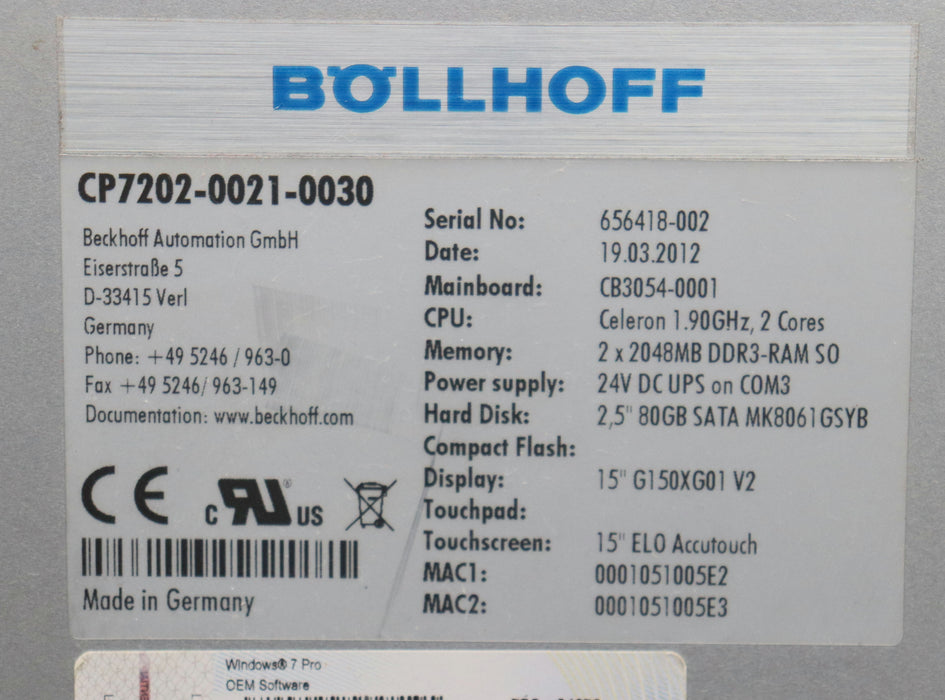 BÖLLHOFF
CP7202-0021-0030
Beckhoff Automation GmbH
Eiserstraße 5
D-33415 Verl
Germany
Phone: +49 5246 / 963-0
Fax +49 5246/ 963-149
Documentation: www.beckhoff.com
CE
c RU US
Made in Germany
Serial No: 656418-002
Date: 19.03.2012
Mainboard: CB3054-0001
CPU: Celeron 1.90GHz, 2 Cores
Memory: 2 x 2048MB DDR3-RAM SO
Power supply: 24V DC UPS on COM3
Hard Disk: 2,5" 80GB SATA MK8061GSYB
Compact Flash:
Display: 15" G150XG01 V2
Touchpad:
Touchscreen: 15" ELO Accutouch
MAC1: 0001051005E2
MAC2: 0001051005E3
Windows® 7 Pro
OEM Software